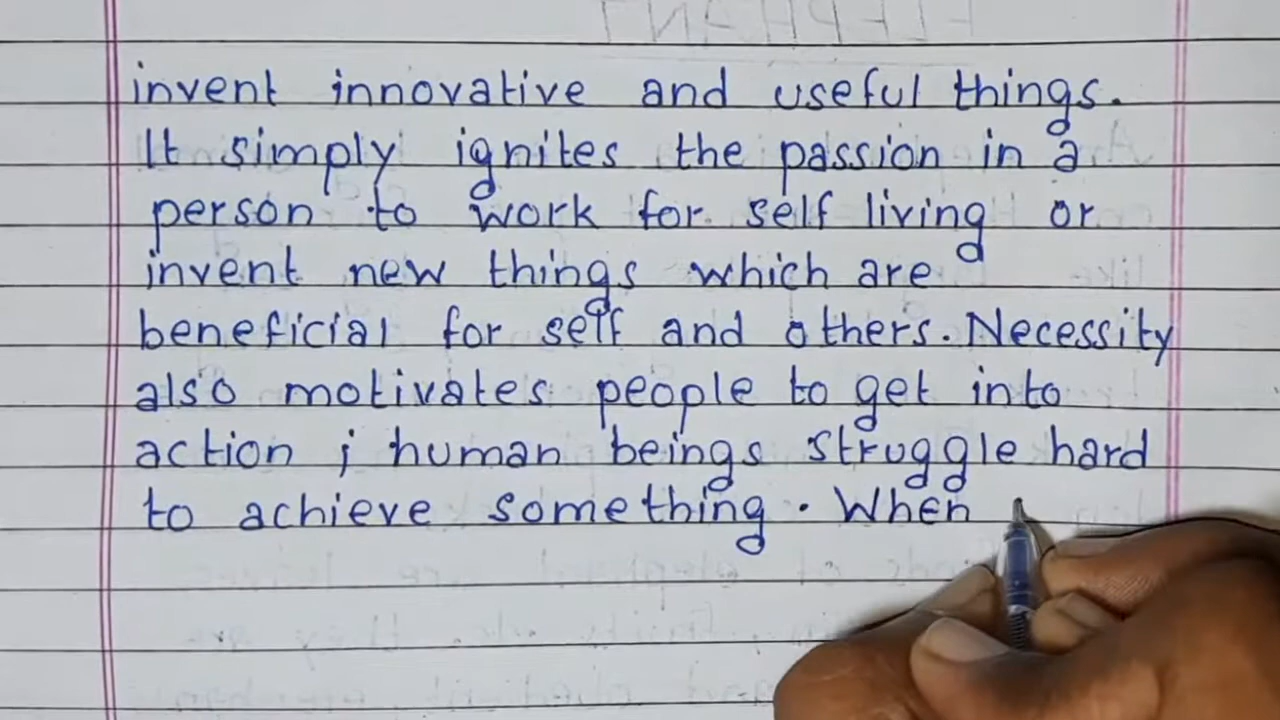 ELEPHANT
invent innovative and useful things.
It simply ignites the passion in a
person to work for self living or
invent new things which are
beneficial for self and others. Necessity
also motivates people to get into
action ; human beings struggle hard
to achieve something. When